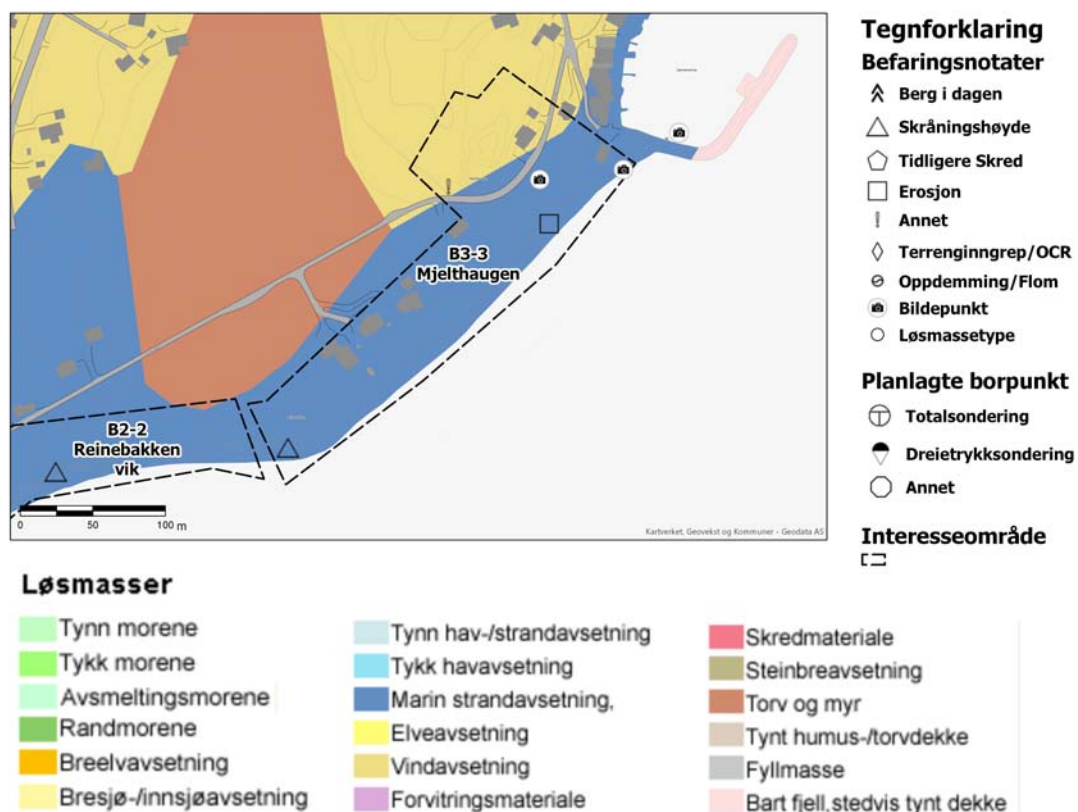 B3-3
Mjelthaugen
B2-2
Reinebakken
vik
0 50 100 m
Kartverket, Geovekst og Kommuner - Geodata AS
Tegnforklaring
Befaringsnotater
Berg i dagen
Skråningshøyde
Tidligere Skred
Erosjon
Annet
Terrenginngrep/OCR
Oppdemming/Flom
Bildepunkt
Løsmassetype
Planlagte borpunkt
Totalsondering
Dreietrykksondering
Annet
Interesseområde
Løsmasser
Tynn morene
Tykk morene
Avsmeltingsmorene
Randmorene
Breelvavsetning
Bresjø-/innsjøavsetning
Tynn hav-/strandavsetning
Tykk havavsetning
Marin strandavsetning,
Elveavsetning
Vindavsetning
Forvitringsmateriale
Skredmateriale
Steinbreavsetning
Torv og myr
Tynt humus-/torvdekke
Fyllmasse
Bart fjell,stedvis tynt dekke